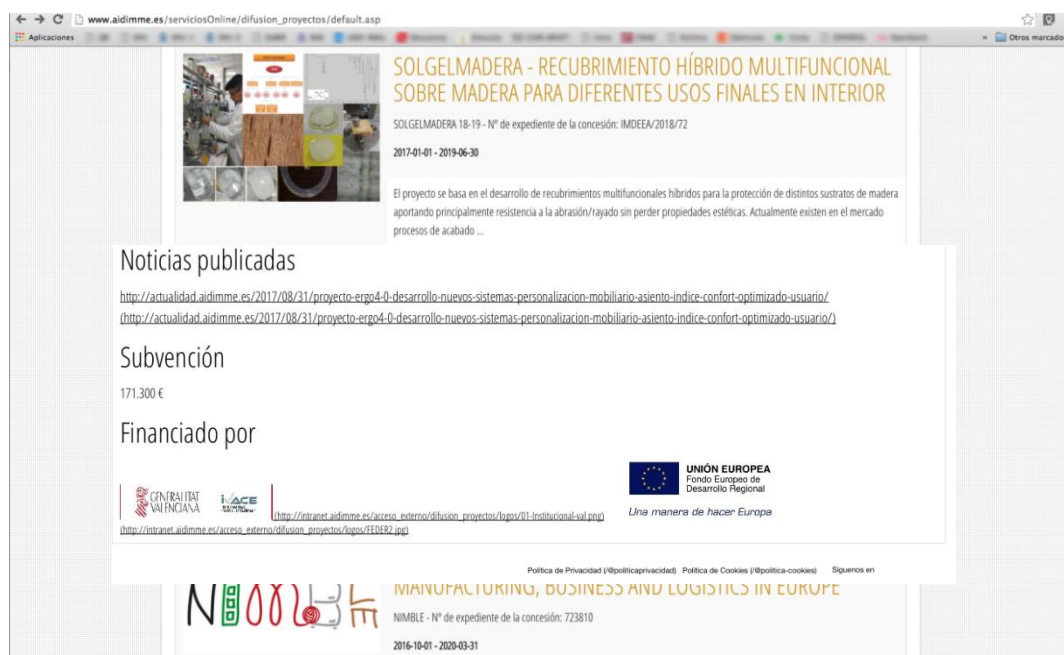 www.aidimme.es/serviciosOnline/difusion_proyectos/default.asp
Aplicaciones
Otros marcado
SOLGELMADERA - RECUBRIMIENTO HÍBRIDO MULTIFUNCIONAL
SOBRE MADERA PARA DIFERENTES USOS FINALES EN INTERIOR
SOLGELMADERA 18-19 - Nº de expediente de la concesión: IMDEEA/2018/72
2017-01-01 - 2019-06-30
El proyecto se basa en el desarrollo de recubrimientos multifuncionales híbridos para la protección de distintos sustratos de madera
aportando principalmente resistencia a la abrasión/rayado sin perder propiedades estéticas. Actualmente existen en el mercado
procesos de acabado ...
Noticias publicadas
http://actualidad.aidimme.es/2017/08/31/proyecto-ergo4-0-desarrollo-nuevos-sistemas-personalizacion-mobiliario-asiento-indice-confort-optimizado-usuario/
(http://actualidad.aidimme.es/2017/08/31/proyecto-ergo4-0-desarrollo-nuevos-sistemas-personalizacion-mobiliario-asiento-indice-confort-optimizado-usuario/)
Subvención
171.300 €
Financiado por
UNIÓN EUROPEA
Fondo Europeo de
Desarrollo Regional
Una manera de hacer Europa
GENERALITAT
VALENCIANA
IVACE
(http://intranet.aidimme.es/acceso_externo/difusion_proyectos/logos/01-Institucional-val.png)
(http://intranet.aidimme.es/acceso_externo/difusion_proyectos/logos/FEDER2.jpg)
Política de Privacidad (/@politicaprivacidad) Política de Cookies (/@politica-cookies) Síguenos en
NIMBLE
MANUFACTURING, BUSINESS AND LOGISTICS IN EUROPE
NIMBLE - Nº de expediente de la concesión: 723810
2016-10-01 - 2020-03-31